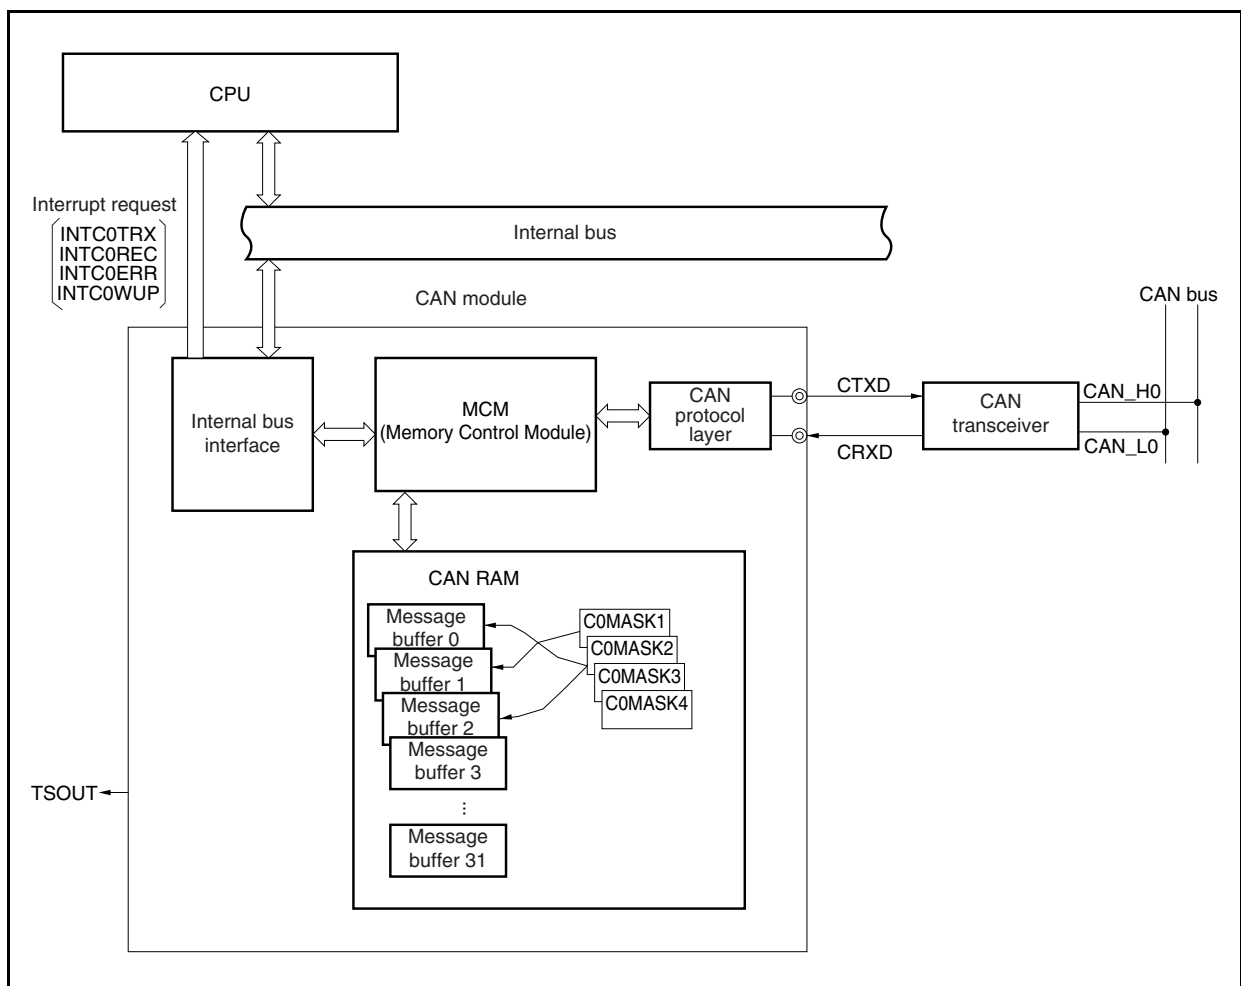 CPU
Interrupt request
INTC0TRX
INTC0REC
INTC0ERR
INTC0WUP
Internal bus
CAN module
CAN bus
Internal bus
interface
MCM
(Memory Control Module)
CAN
protocol
layer
CTXD
CRXD
CAN
transceiver
CAN_H0
CAN_L0
CAN RAM
Message
buffer 0
Message
buffer 1
Message
buffer 2
Message
buffer 3
...
Message
buffer 31
C0MASK1
C0MASK2
C0MASK3
C0MASK4
TSOUT